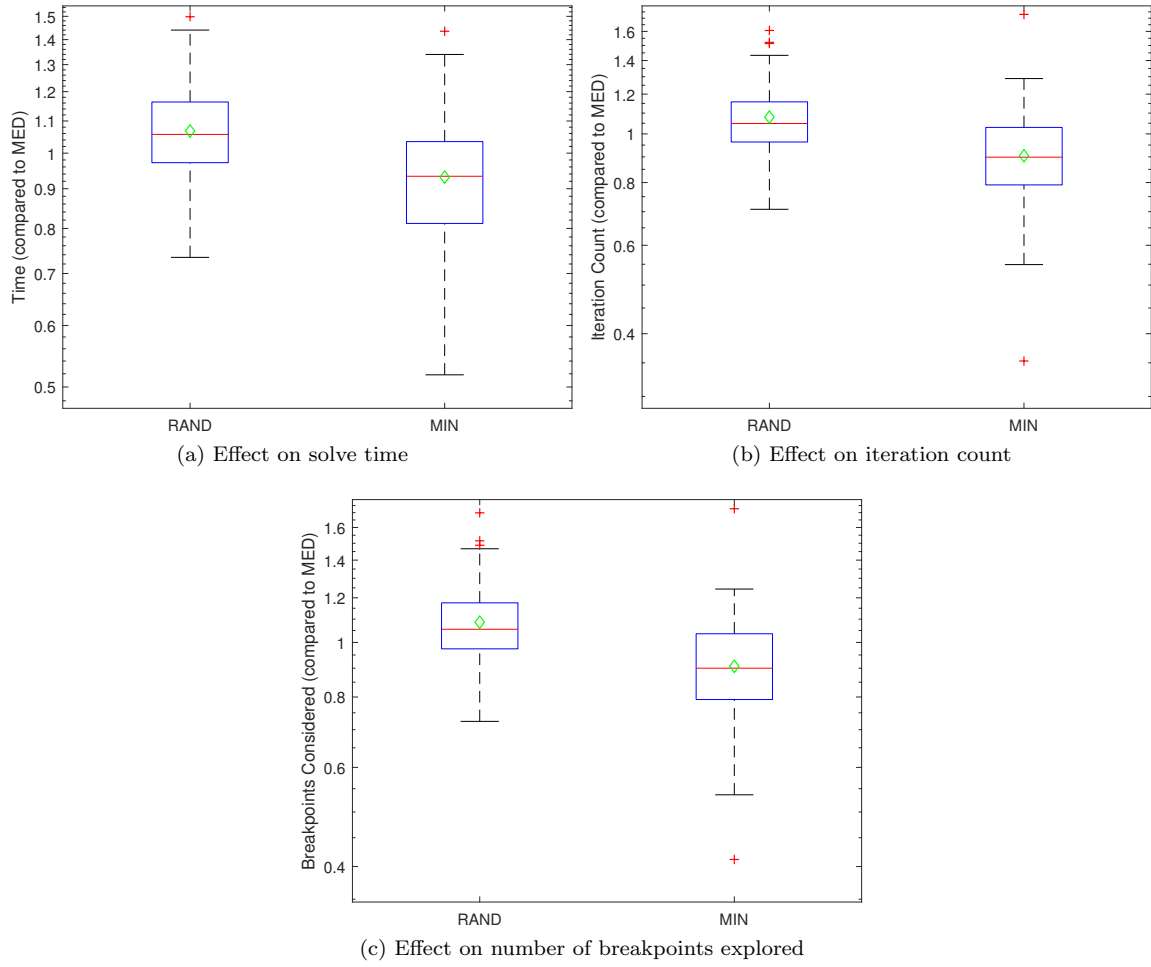 Time (compared to MED)
1.5
1.4
1.3
1.2
1.1
1
0.9
0.8
0.7
0.6
0.5
RAND
MIN
(a) Effect on solve time
Iteration Count (compared to MED)
1.6
1.4
1.2
1
0.8
0.6
0.4
RAND
MIN
(b) Effect on iteration count
Breakpoints Considered (compared to MED)
1.6
1.4
1.2
1
0.8
0.6
0.4
RAND
MIN
(c) Effect on number of breakpoints explored